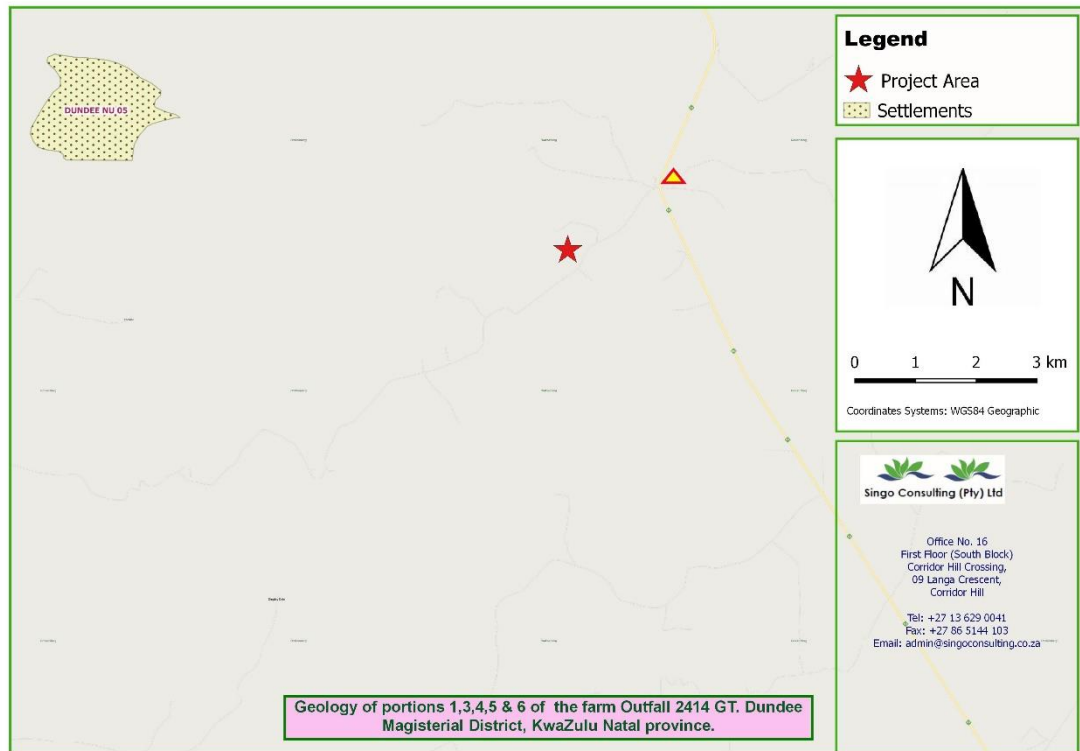 Legend
Project Area
Settlements
DUNDEE NU 05
N
0 1 2 3 km
Coordinates Systems: WGS84 Geographic
Singo Consulting (Pty) Ltd
Office No. 16
First Floor (South Block)
Corridor Hill Crossing,
09 Langa Crescent,
Corridor Hill
Tel: +27 13 629 0041
Fax: +27 86 5144 103
Email: admin@singoconsulting.co.za
Geology of portions 1,3,4,5 & 6 of the farm Outfall 2414 GT. Dundee
Magisterial District, KwaZulu Natal province.